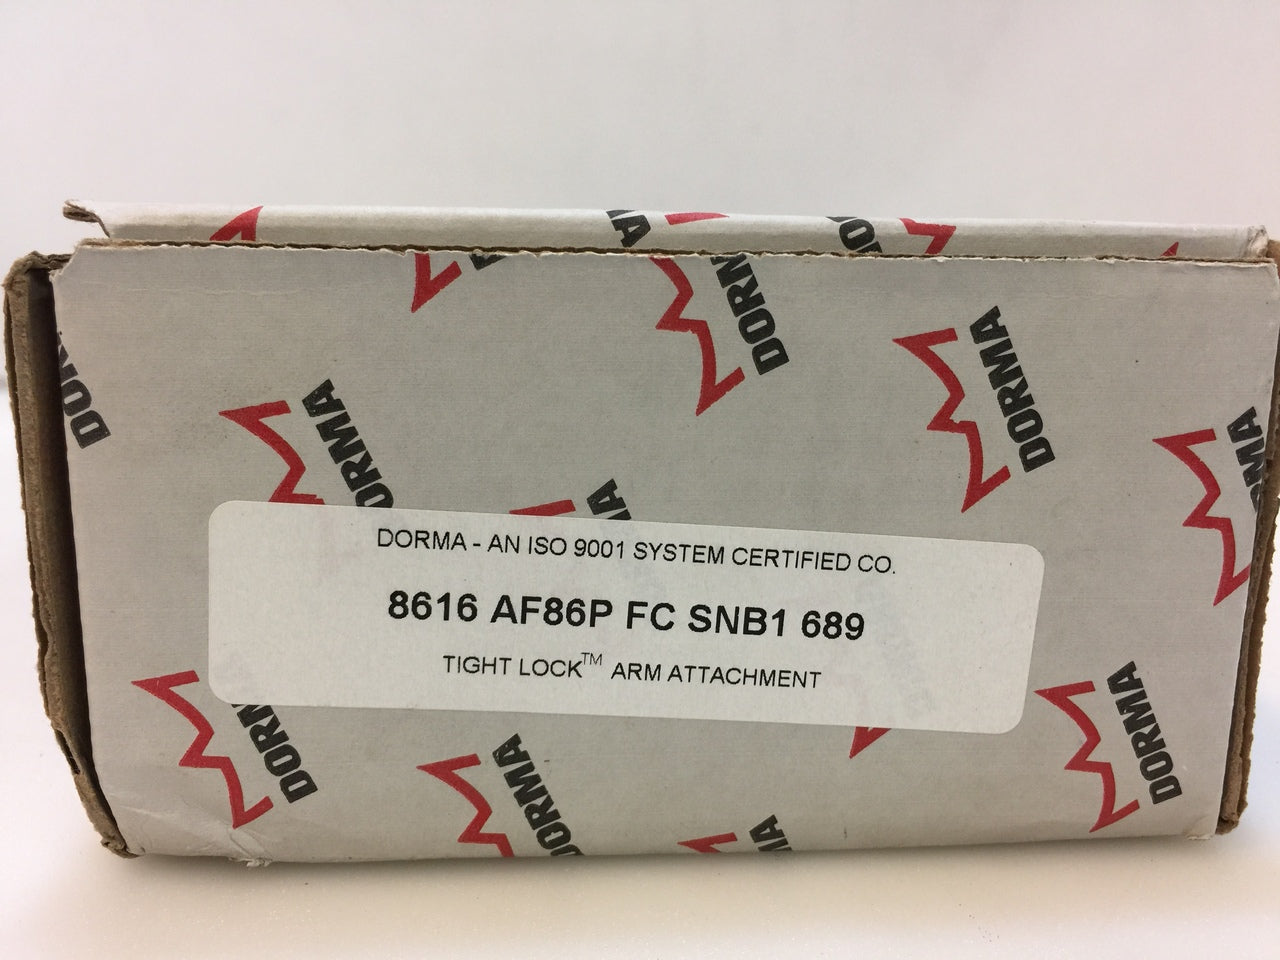 DORMA
DORMA
DORMA
DORMA
DORMA
DORMA - AN ISO 9001 SYSTEM CERTIFIED CO.
8616 AF86P FC SNB1 689
TIGHT LOCK™ ARM ATTACHMENT
DORMA
DORMA
DORMA